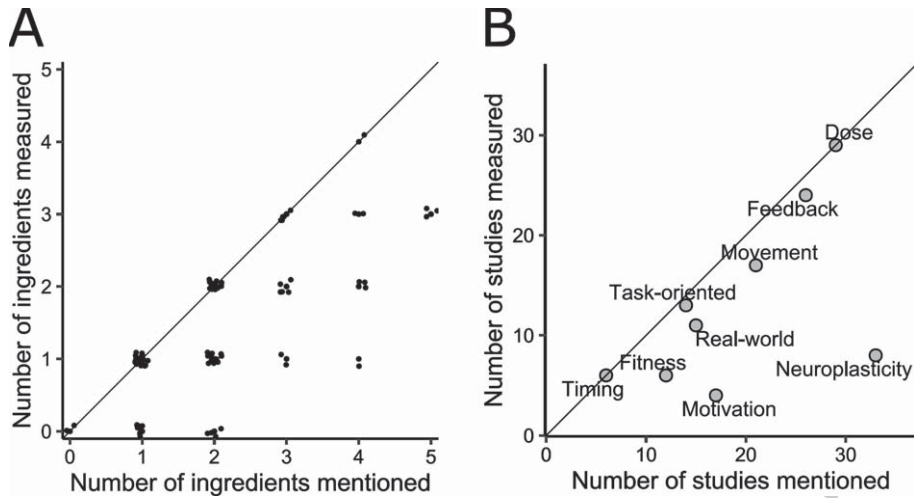 A
Number of ingredients measured
5
4
3
2
1
0
0 1 2 3 4 5
Number of ingredients mentioned
B
Number of studies measured
30
20
10
0
Dose
Feedback
Movement
Task-oriented
Real-world
Fitness
Neuroplasticity
Timing
Motivation
0 10 20 30
Number of studies mentioned